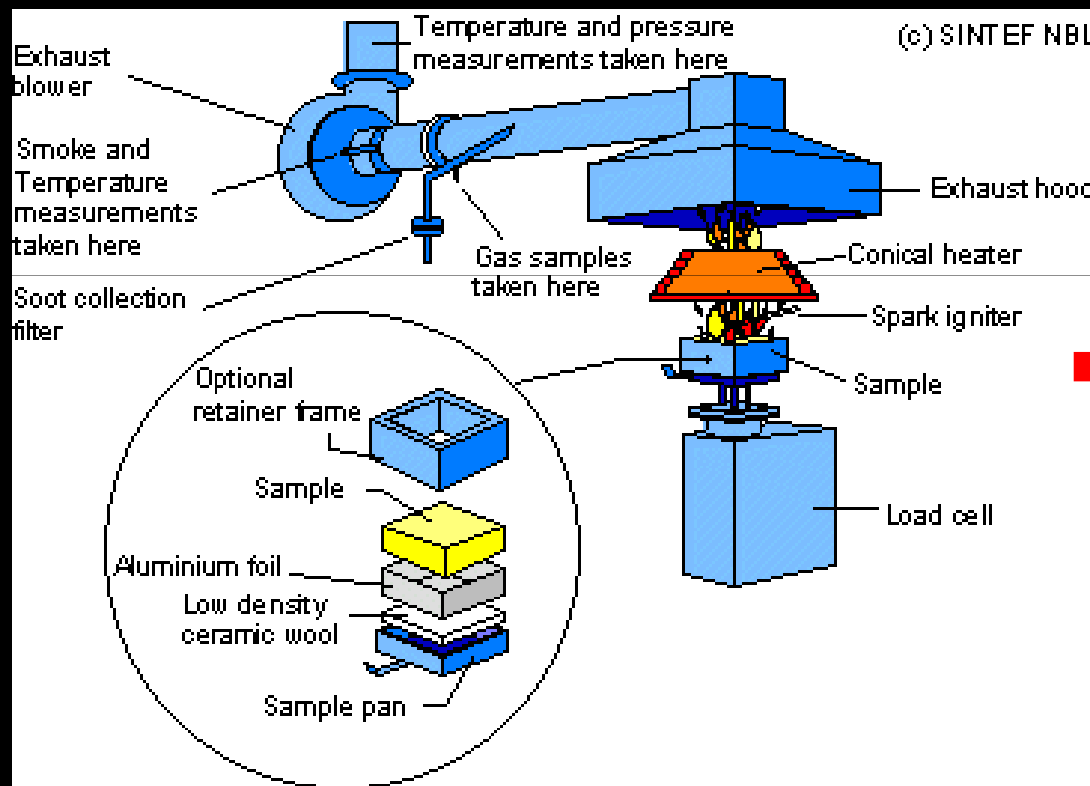 Temperature and pressure
measurements taken here
(c) SINTEF NBL
Exhaust
blower
Smoke and
Temperature
measurements
taken here
Exhaust hood
Gas samples
taken here
Conical heater
Soot collection
filter
Spark igniter
Sample
Optional
retainer frame
Sample
Load cell
Aluminium foil
Low density
ceramic wool
Sample pan